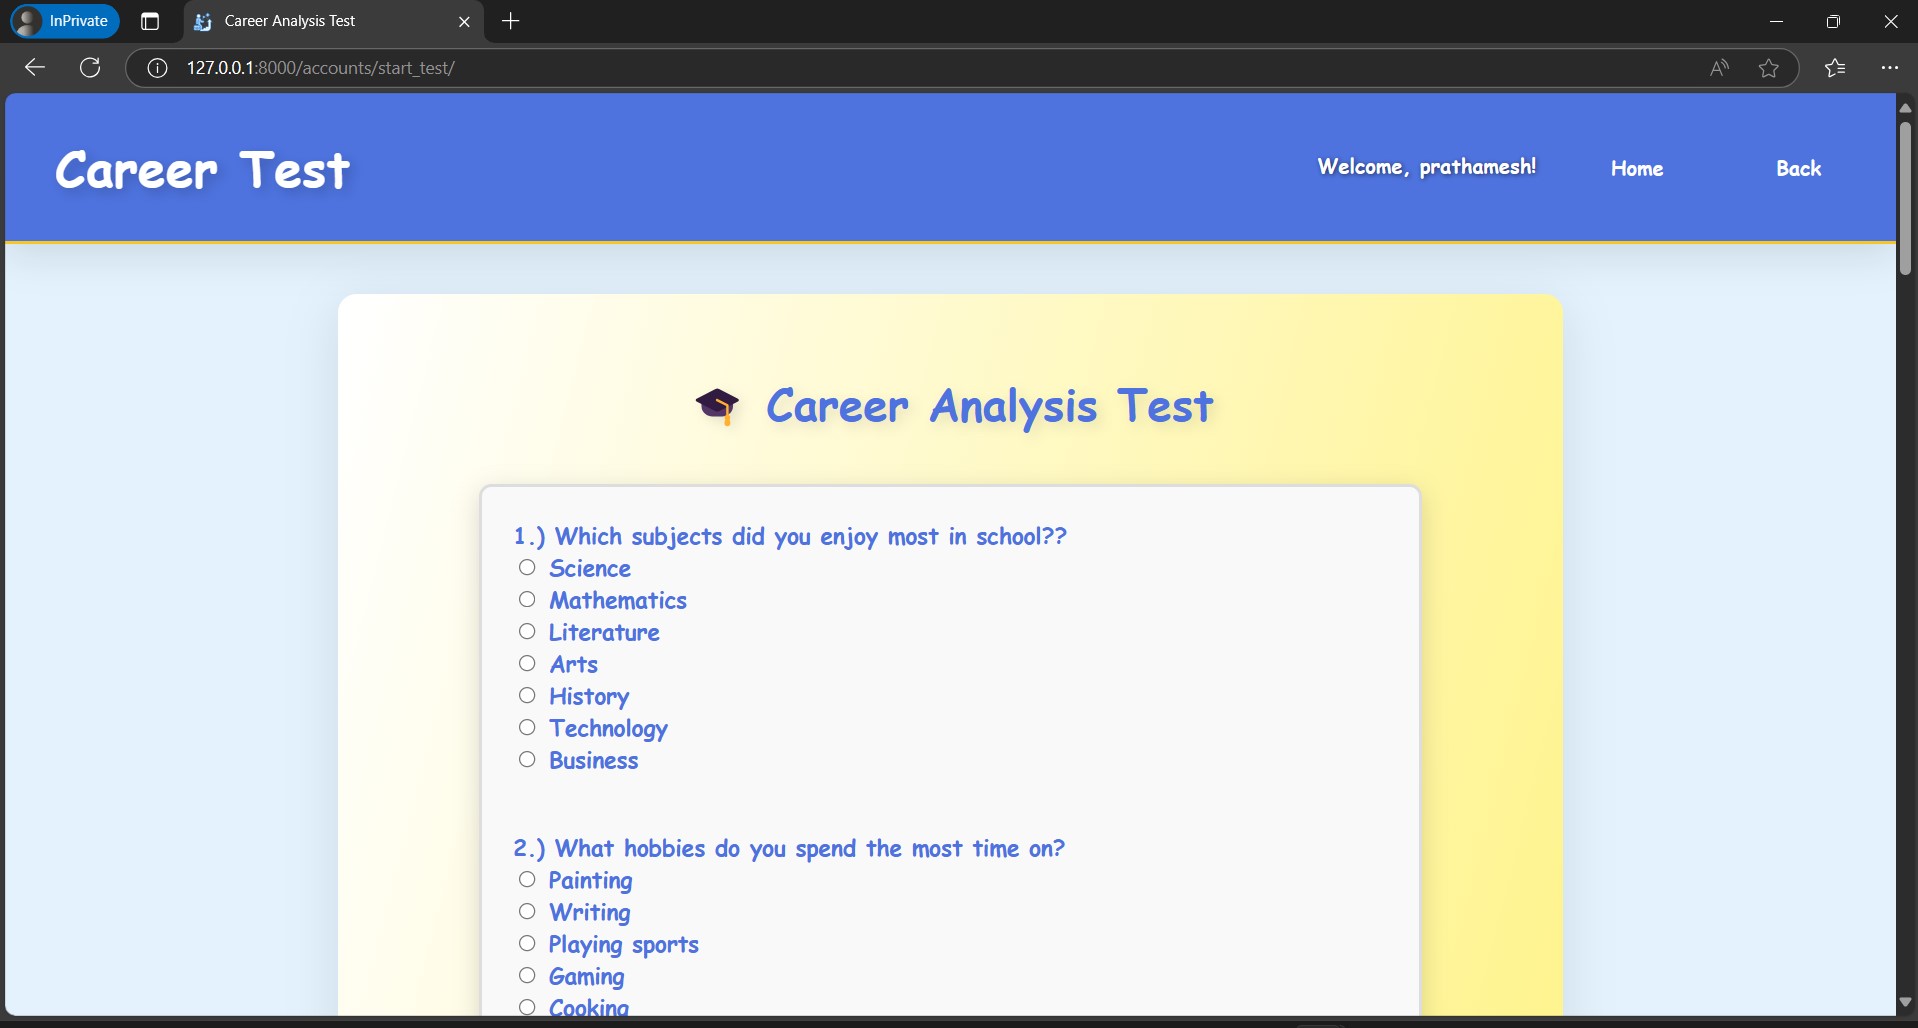 InPrivate
Career Analysis Test
127.0.0.1:8000/accounts/start_test/
Career Test
Welcome, prathamesh!
Home
Back
🎓 Career Analysis Test
1.) Which subjects did you enjoy most in school??
Science
Mathematics
Literature
Arts
History
Technology
Business
2.) What hobbies do you spend the most time on?
Painting
Writing
Playing sports
Gaming
Cooking